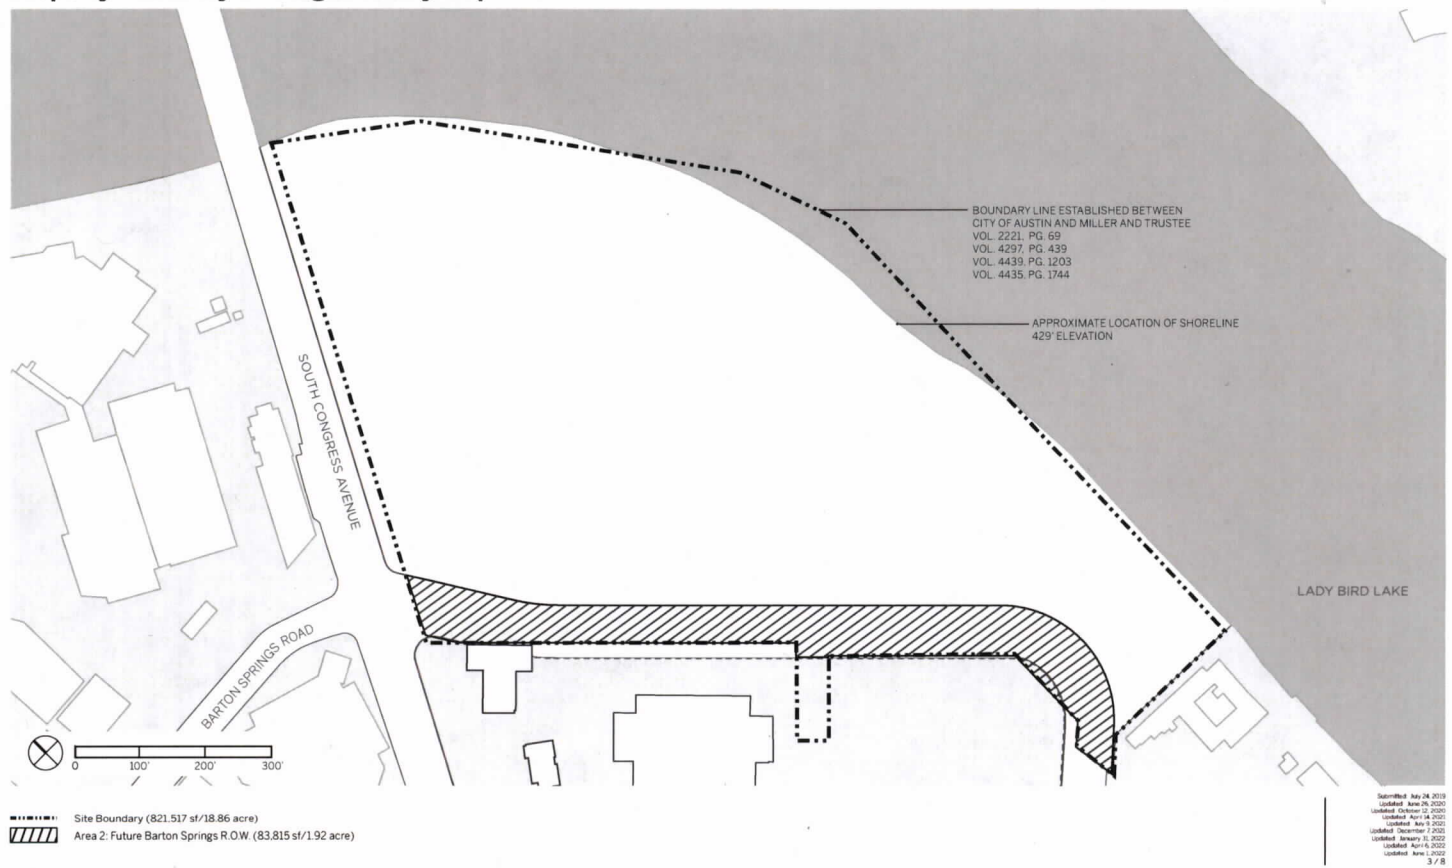 BOUNDARY LINE ESTABLISHED BETWEEN
CITY OF AUSTIN AND MILLER AND TRUSTEE
VOL. 2221, PG. 69
VOL. 4297, PG. 439
VOL. 4439, PG. 1203
VOL. 4435, PG. 1744
APPROXIMATE LOCATION OF SHORELINE
429' ELEVATION
SOUTH CONGRESS AVENUE
LADY BIRD LAKE
BARTON SPRINGS ROAD
0 100' 200' 300'
Site Boundary (821,517 sf/18.86 acre)
Area 2: Future Barton Springs R.O.W. (83,815 sf/1.92 acre)
Submitted July 24, 2019
Updated June 26, 2020
Updated October 12, 2020
Updated April 14, 2021
Updated July 9, 2021
Updated December 7, 2021
Updated January 31, 2022
Updated April 6, 2022
Updated June 1, 2022
3 / 8